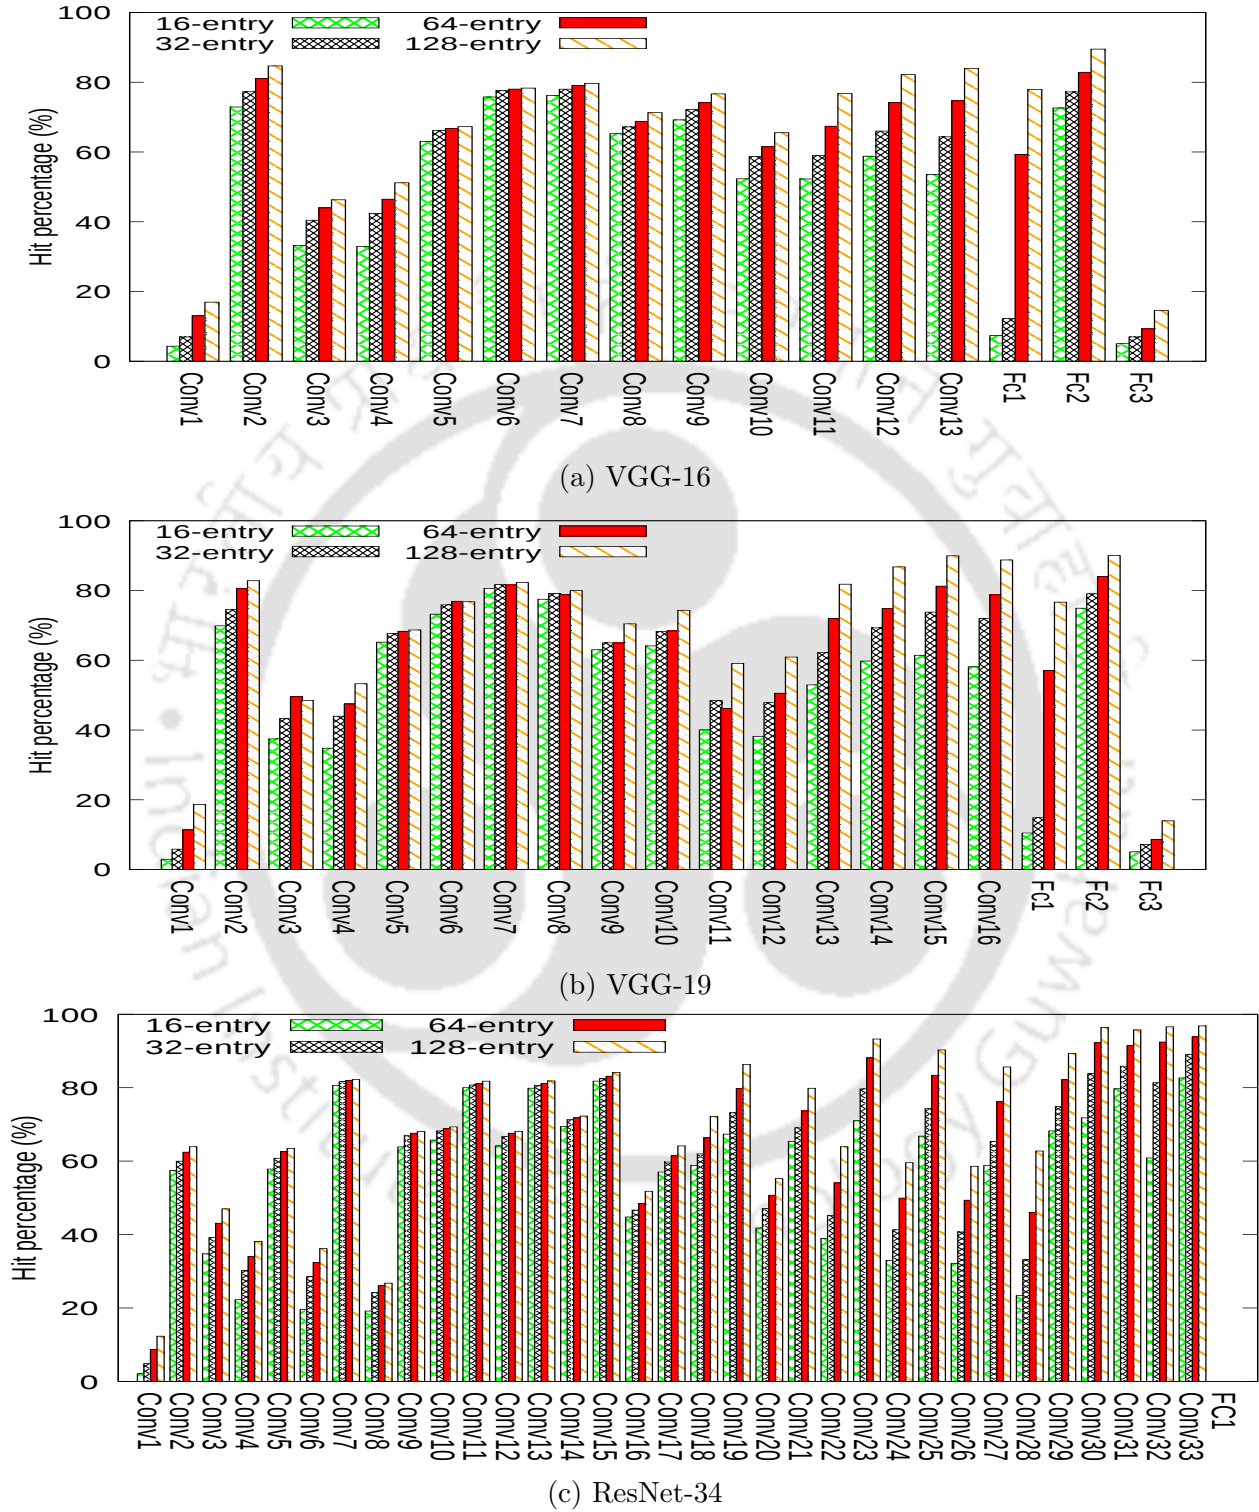 100
80
60
40
20
0
Hit percentage (%)
16-entry 64-entry
32-entry 128-entry
Conv1 Conv2 Conv3 Conv4 Conv5 Conv6 Conv7 Conv8 Conv9 Conv10 Conv11 Conv12 Conv13 Fc1 Fc2 Fc3
(a) VGG-16
100
80
60
40
20
0
Hit percentage (%)
16-entry 64-entry
32-entry 128-entry
Conv1 Conv2 Conv3 Conv4 Conv5 Conv6 Conv7 Conv8 Conv9 Conv10 Conv11 Conv12 Conv13 Conv14 Conv15 Conv16 Fc1 Fc2 Fc3
(b) VGG-19
100
80
60
40
20
0
Hit percentage (%)
16-entry 64-entry
32-entry 128-entry
Conv1 Conv2 Conv3 Conv4 Conv5 Conv6 Conv7 Conv8 Conv9 Conv10 Conv11 Conv12 Conv13 Conv14 Conv15 Conv16 Conv17 Conv18 Conv19 Conv20 Conv21 Conv22 Conv23 Conv24 Conv25 Conv26 Conv27 Conv28 Conv29 Conv30 Conv31 Conv32 Conv33 FC1
(c) ResNet-34